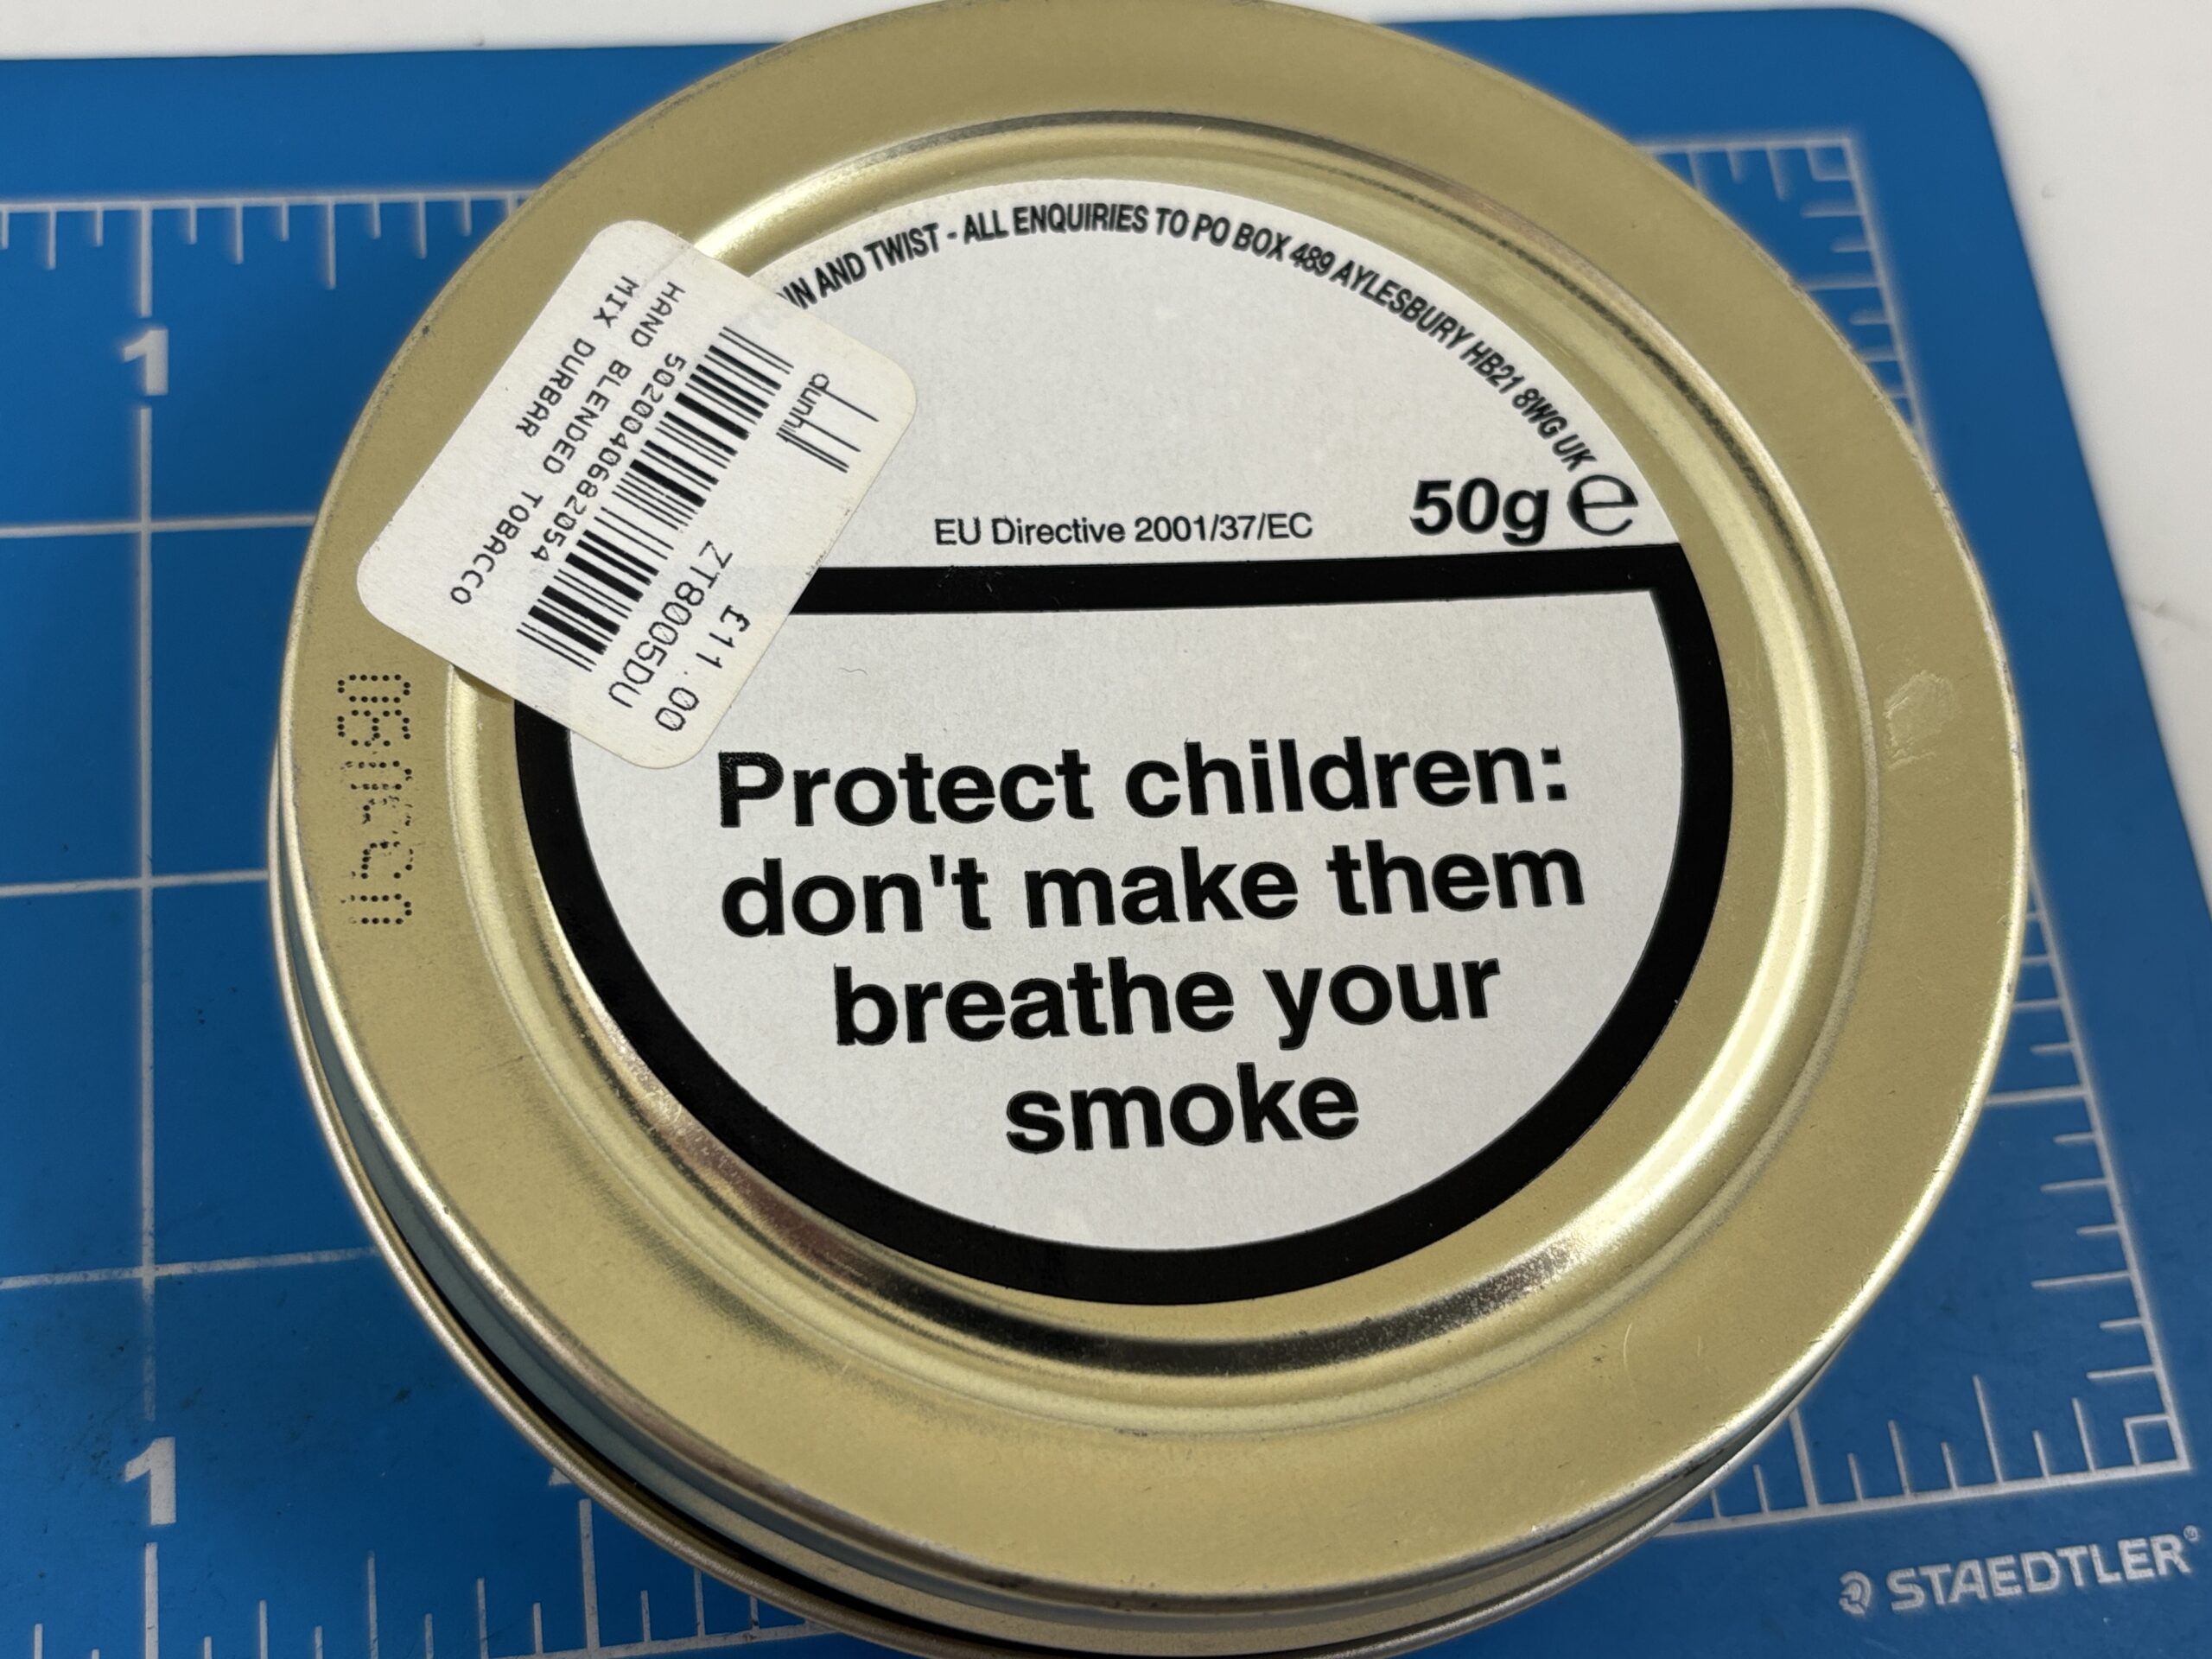 AND TWIST - ALL ENQUIRIES TO PO BOX 489 AYLESBURY HB21 8WG UK
EU Directive 2001/37/EC
50g ℮
Protect children:
don't make them
breathe your
smoke
dunhill
£11.00
ZT8005DU
5020040682054
HAND BLENDED TOBACCO
MIX DURBAR
1
1
STAEDTLER®